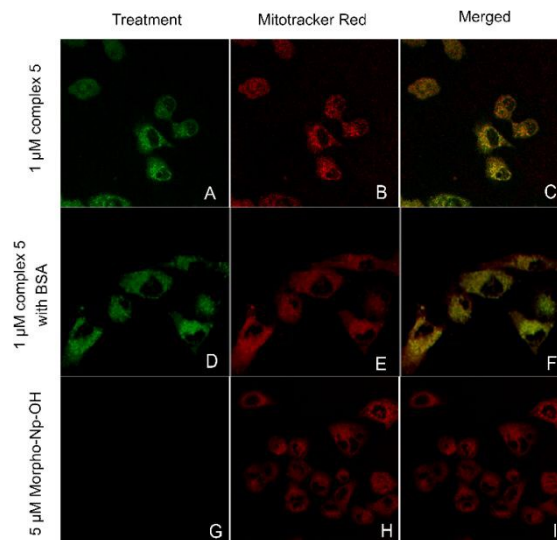 Treatment
Mitotracker Red
Merged
1 µM complex 5
A
B
C
1 µM complex 5
with BSA
D
E
F
5 µM Morpho-Np-OH
G
H
I